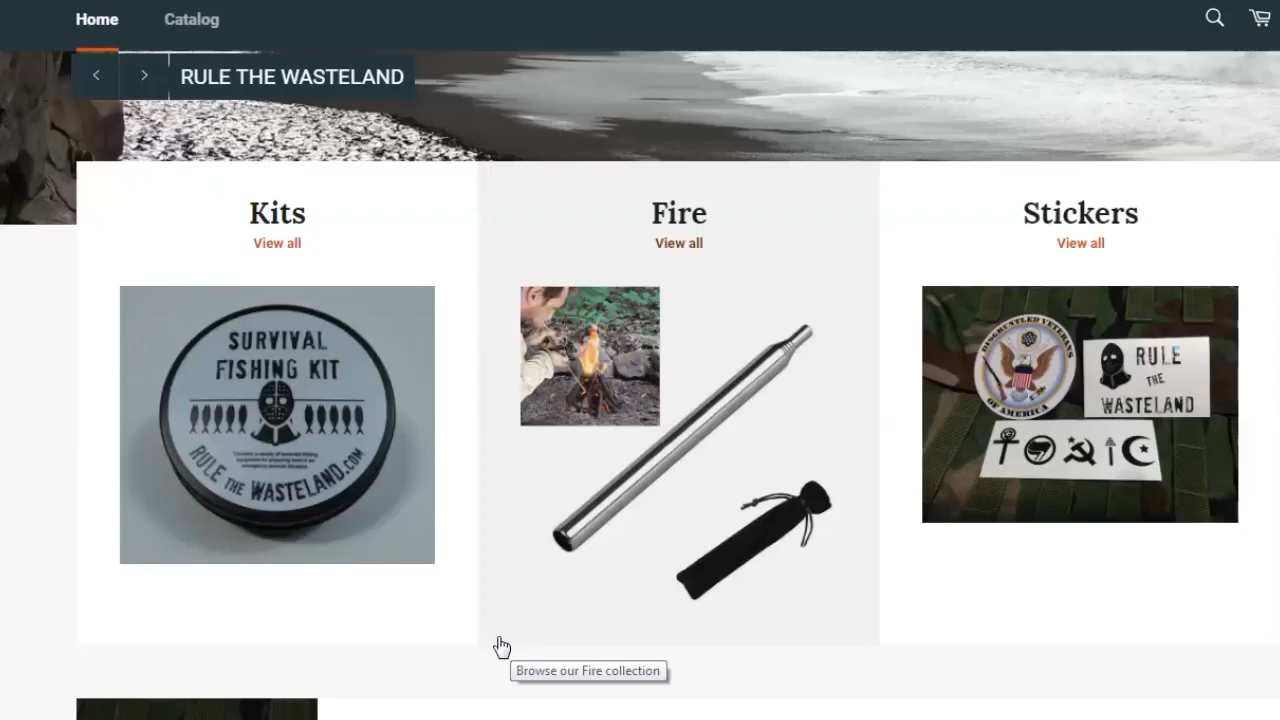 Home
Catalog
RULE THE WASTELAND
Kits
Fire
Stickers
View all
View all
View all
SURVIVAL
FISHING KIT
RULE THE WASTELAND.COM
DISGRUNTLED VETERANS
OF AMERICA
RULE
THE
WASTELAND
Browse our Fire collection